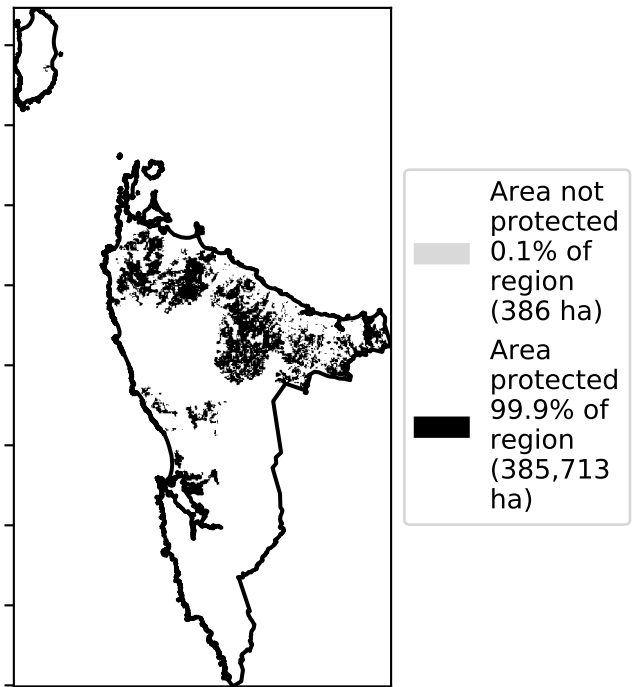 Area not
protected
0.1% of
region
(386 ha)
Area
protected
99.9% of
region
(385,713
ha)